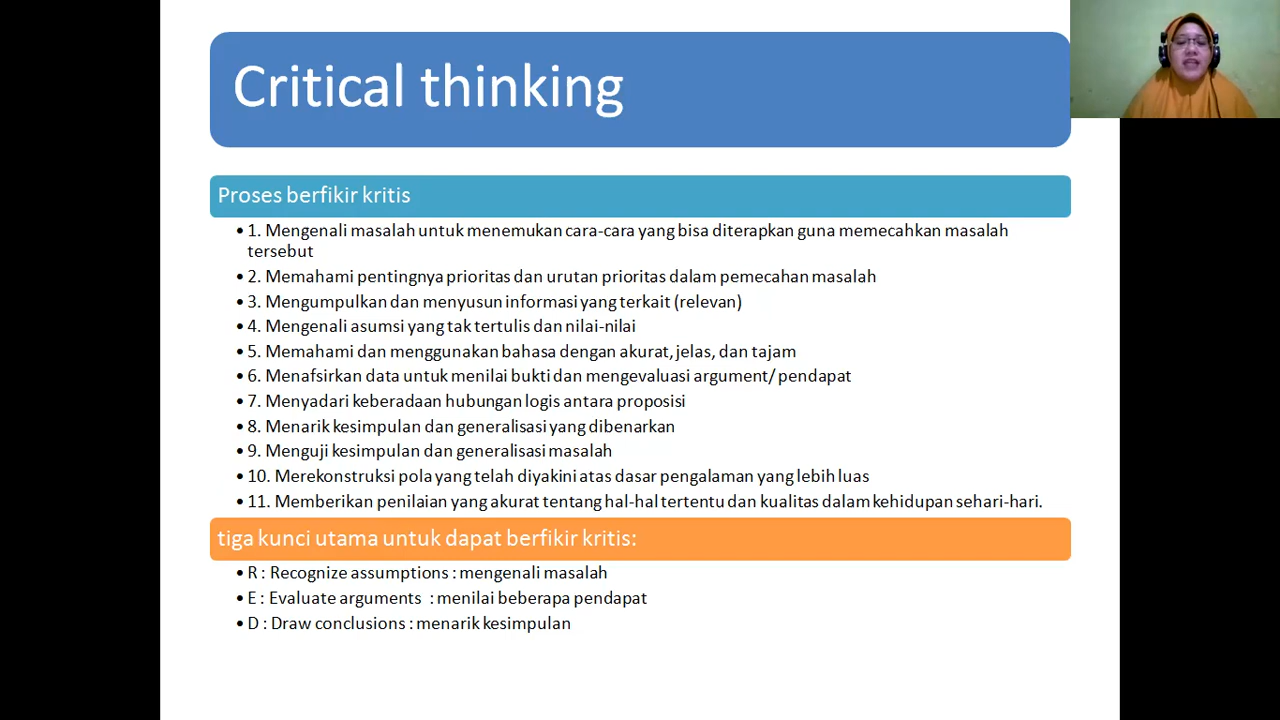 Critical thinking
Proses berfikir kritis
• 1. Mengenali masalah untuk menemukan cara-cara yang bisa diterapkan guna memecahkan masalah
tersebut
• 2. Memahami pentingnya prioritas dan urutan prioritas dalam pemecahan masalah
• 3. Mengumpulkan dan menyusun informasi yang terkait (relevan)
• 4. Mengenali asumsi yang tak tertulis dan nilai-nilai
• 5. Memahami dan menggunakan bahasa dengan akurat, jelas, dan tajam
• 6. Menafsirkan data untuk menilai bukti dan mengevaluasi argument/ pendapat
• 7. Menyadari keberadaan hubungan logis antara proposisi
• 8. Menarik kesimpulan dan generalisasi yang dibenarkan
• 9. Menguji kesimpulan dan generalisasi masalah
• 10. Merekonstruksi pola yang telah diyakini atas dasar pengalaman yang lebih luas
• 11. Memberikan penilaian yang akurat tentang hal-hal tertentu dan kualitas dalam kehidupan sehari-hari.
tiga kunci utama untuk dapat berfikir kritis:
• R : Recognize assumptions : mengenali masalah
• E : Evaluate arguments : menilai beberapa pendapat
• D : Draw conclusions : menarik kesimpulan